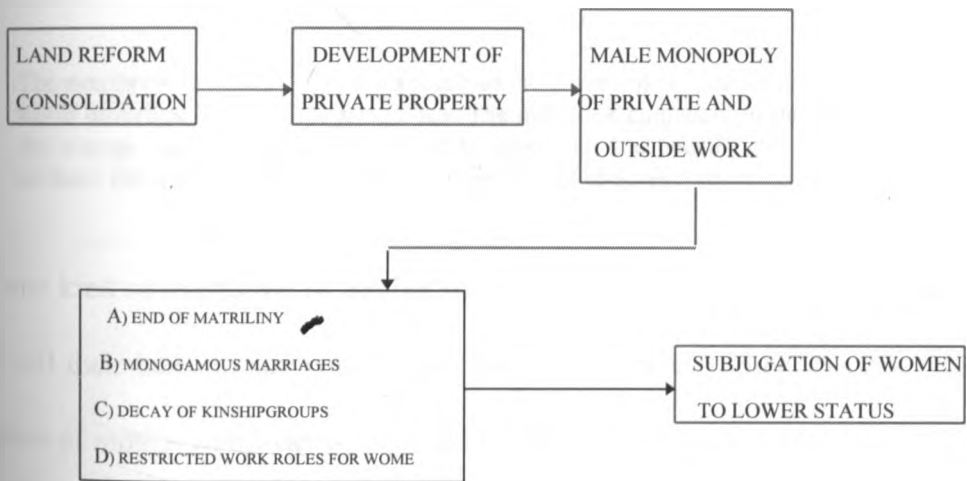 LAND REFORM
CONSOLIDATION
DEVELOPMENT OF
PRIVATE PROPERTY
MALE MONOPOLY
OF PRIVATE AND
OUTSIDE WORK
A) END OF MATRILINY
B) MONOGAMOUS MARRIAGES
C) DECAY OF KINSHIPGROUPS
D) RESTRICTED WORK ROLES FOR WOME
SUBJUGATION OF WOMEN
TO LOWER STATUS